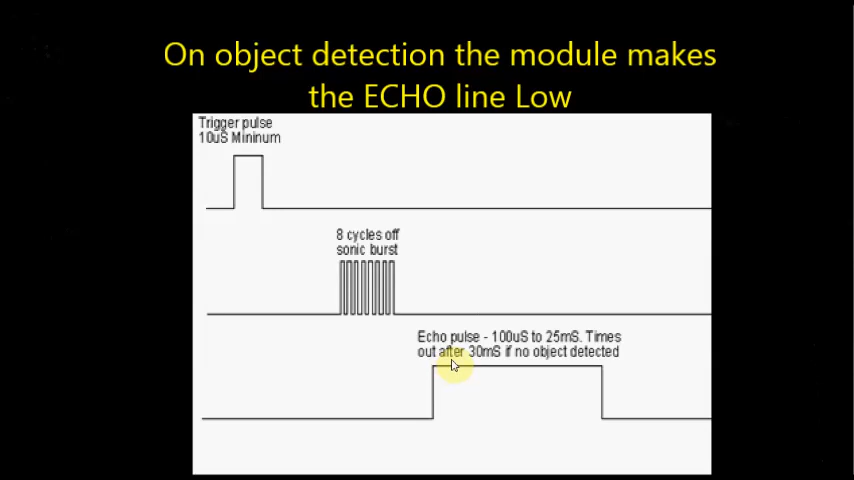 On object detection the module makes
the ECHO line Low
Trigger pulse
10uS Mininum
8 cycles off
sonic burst
Echo pulse - 100uS to 25mS. Times
out after 30mS if no object detected